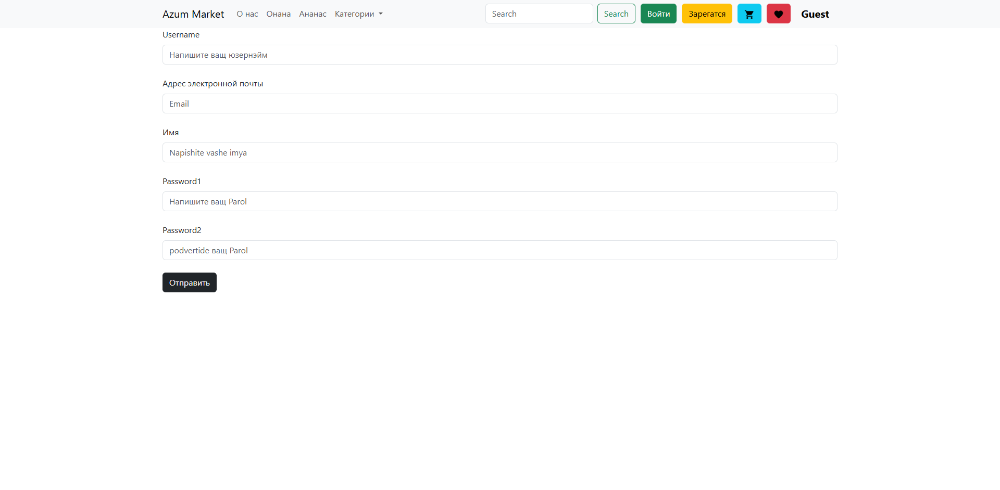 Azum Market О нас Онана Ананас Категории Search Search Войти Зарегатся Guest
Username
Напишите ващ юзернэйм
Адрес электронной почты
Email
Имя
Napishite vashe imya
Password1
Напишите ващ Parol
Password2
podvertide ващ Parol
Отправить